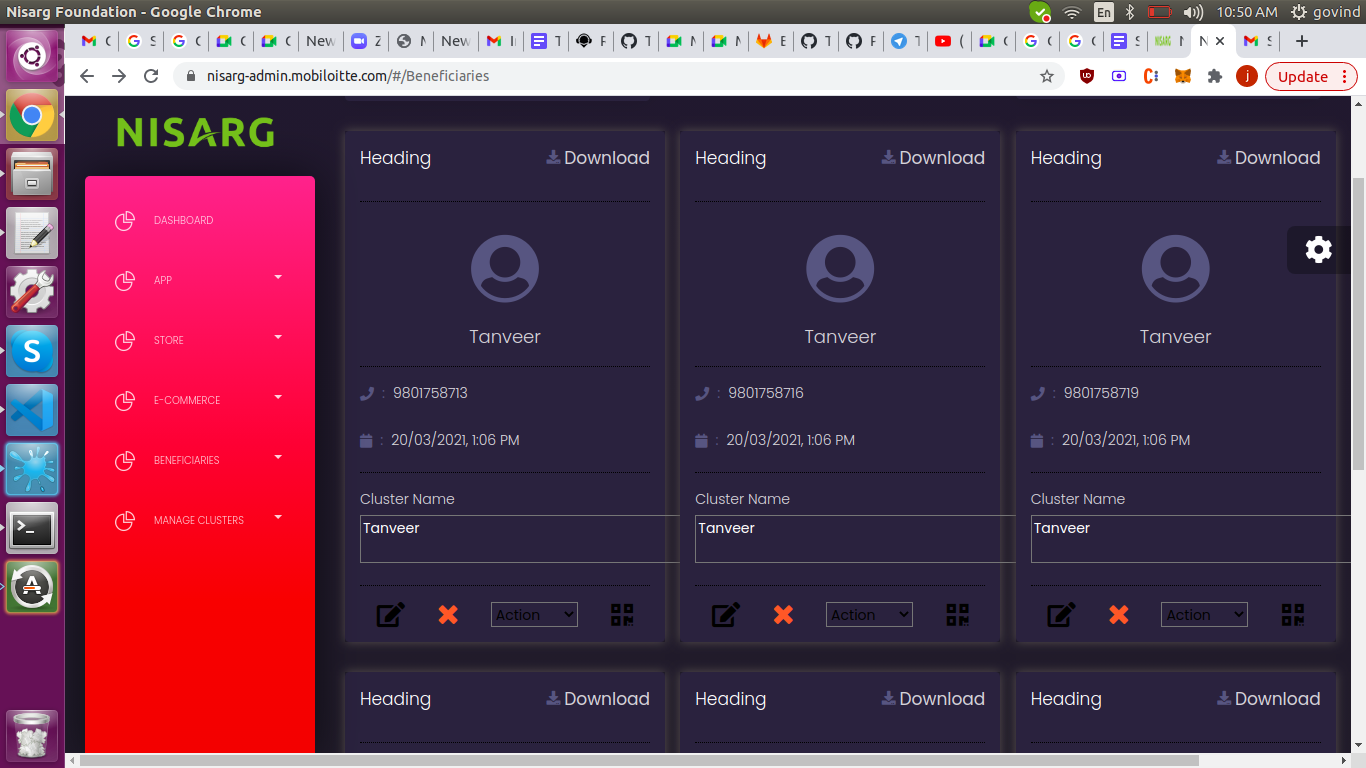 Nisarg Foundation - Google Chrome
En
10:50 AM
govind
New
Z
New
nisarg-admin.mobiloitte.com/#/Beneficiaries
j
Update
NISARG
DASHBOARD
APP
STORE
E-COMMERCE
BENEFICIARIES
MANAGE CLUSTERS
Heading Download
Tanveer
: 9801758713
: 20/03/2021, 1:06 PM
Cluster Name
Tanveer
Action
Heading Download
Tanveer
: 9801758716
: 20/03/2021, 1:06 PM
Cluster Name
Tanveer
Action
Heading Download
Tanveer
: 9801758719
: 20/03/2021, 1:06 PM
Cluster Name
Tanveer
Action
Heading Download
Heading Download
Heading Download